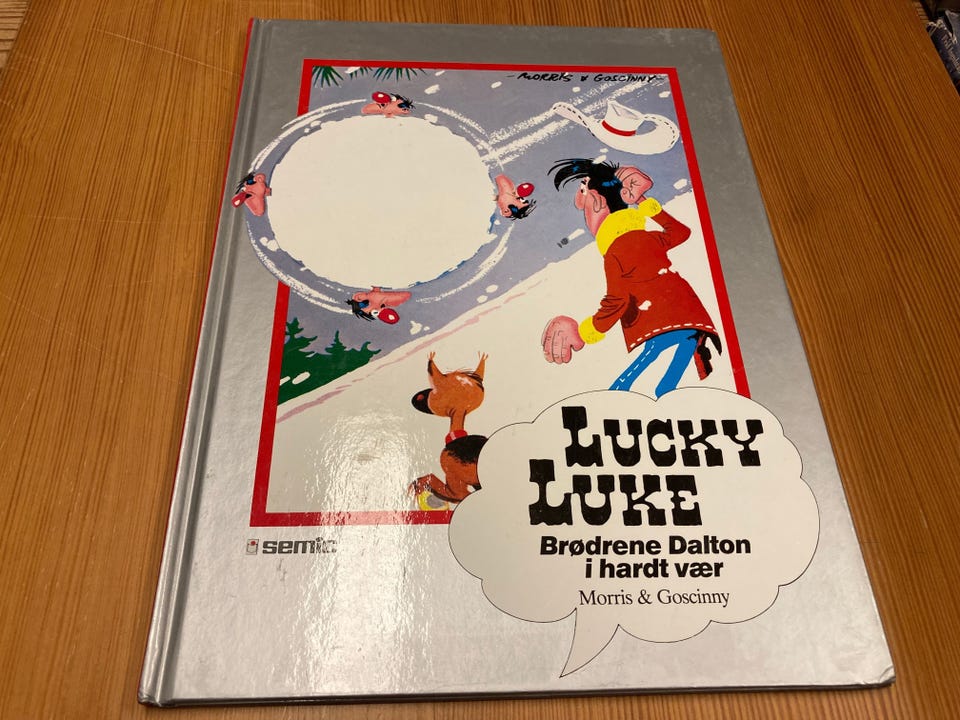 -MORRIS & GOSCINNY-
LUCKY
LUKE
Brødrene Dalton
i hardt vær
Morris & Goscinny
semic